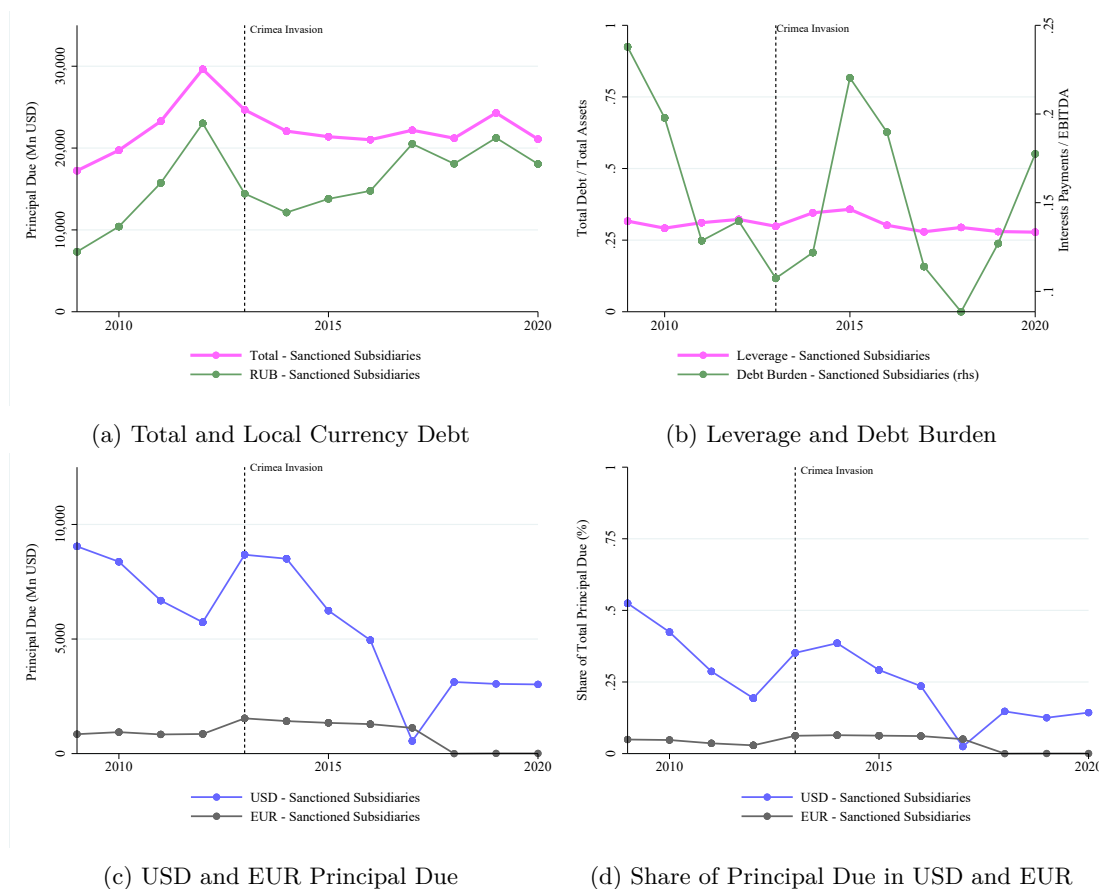 Crimea Invasion
Principal Due (Mn USD)
30,000
20,000
10,000
0
2010
2015
2020
Total - Sanctioned Subsidiaries
RUB - Sanctioned Subsidiaries
(a) Total and Local Currency Debt
Crimea Invasion
Total Debt / Total Assets
1
.75
.5
.25
0
Interests Payments / EBITDA
.25
.2
.15
.1
2010
2015
2020
Leverage - Sanctioned Subsidiaries
Debt Burden - Sanctioned Subsidiaries (rhs)
(b) Leverage and Debt Burden
Crimea Invasion
Principal Due (Mn USD)
10,000
5,000
0
2010
2015
2020
USD - Sanctioned Subsidiaries
EUR - Sanctioned Subsidiaries
(c) USD and EUR Principal Due
Crimea Invasion
Share of Total Principal Due (%)
1
.75
.5
.25
0
2010
2015
2020
USD - Sanctioned Subsidiaries
EUR - Sanctioned Subsidiaries
(d) Share of Principal Due in USD and EUR